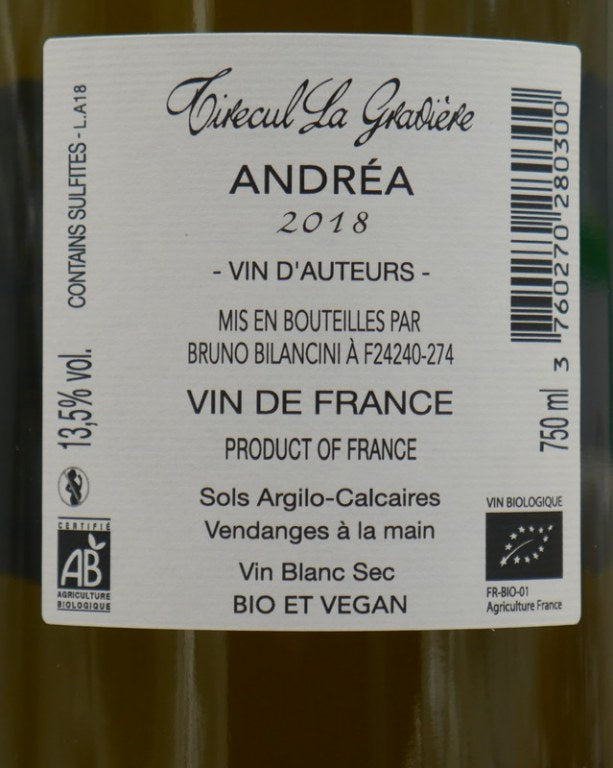 Tirecul La Gravière
ANDRÉA
2018
- VIN D'AUTEURS -
MIS EN BOUTEILLES PAR
BRUNO BILANCINI À F24240-274
VIN DE FRANCE
PRODUCT OF FRANCE
Sols Argilo-Calcaires
Vendanges à la main
Vin Blanc Sec
BIO ET VEGAN
CONTAINS SULFITES - L.A18
13,5% vol.
CERTIFIÉ
AB
AGRICULTURE
BIOLOGIQUE
3 760270 280300
750 ml
VIN BIOLOGIQUE
FR-BIO-01
Agriculture France